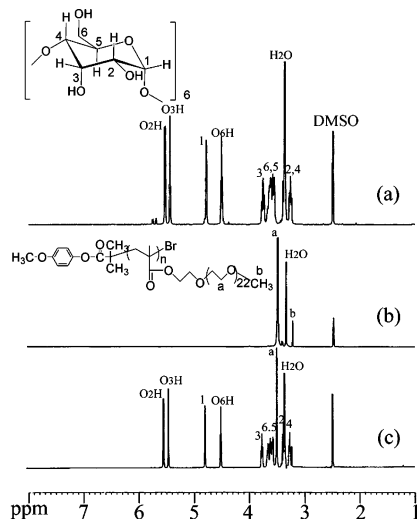 OH
H 6
4 H O
O 5
H H 1 H
3 2 OH
HO H O
6
O3H
O2H
1
O6H
3 6,5
H2O
2,4
DMSO
(a)
O CH3 Br
CH3O O-C n
CH3 O O O O b
a 22 CH3
a
H2O
b
(b)
O2H
O3H
1
O6H
3 6.5
a
H2O
2,4
(c)
ppm 7 6 5 4 3 2 1